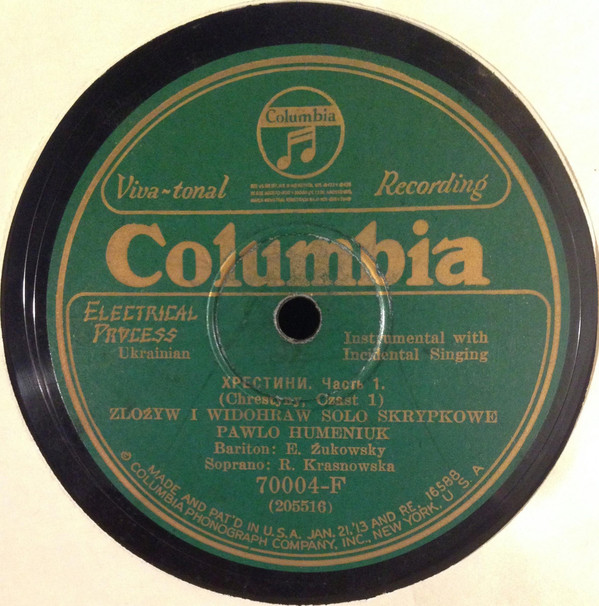 Columbia
Viva-tonal Recording
Columbia
ELECTRICAL PROCESS
Ukrainian
Instrumental with
Incidental Singing
ХРЕСТИНИ. Часть 1.
(Chrestyny, Czast 1)
ZLOŻYW I WIDOHRAW SOLO SKRYPKOWE
PAWLO HUMENIUK
Bariton: E. Żukowsky
Soprano: R. Krasnowska
70004-F
(205516)
MADE AND PAT'D IN U.S.A. JAN. 21, '13 AND RE. 16588
© COLUMBIA PHONOGRAPH COMPANY, INC., NEW YORK, U.S.A.